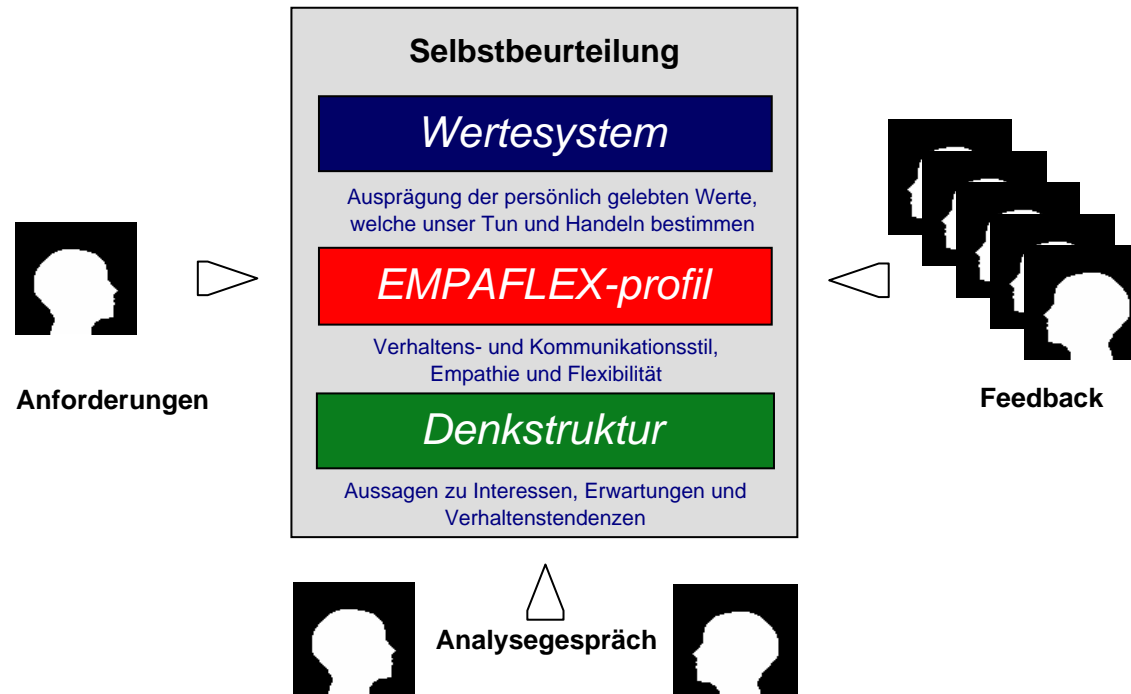 Selbstbeurteilung
Wertesystem
Ausprägung der persönlich gelebten Werte,
welche unser Tun und Handeln bestimmen
EMPAFLEX-profil
Verhaltens- und Kommunikationsstil,
Empathie und Flexibilität
Denkstruktur
Aussagen zu Interessen, Erwartungen und
Verhaltenstendenzen
Anforderungen
Feedback
Analysegespräch